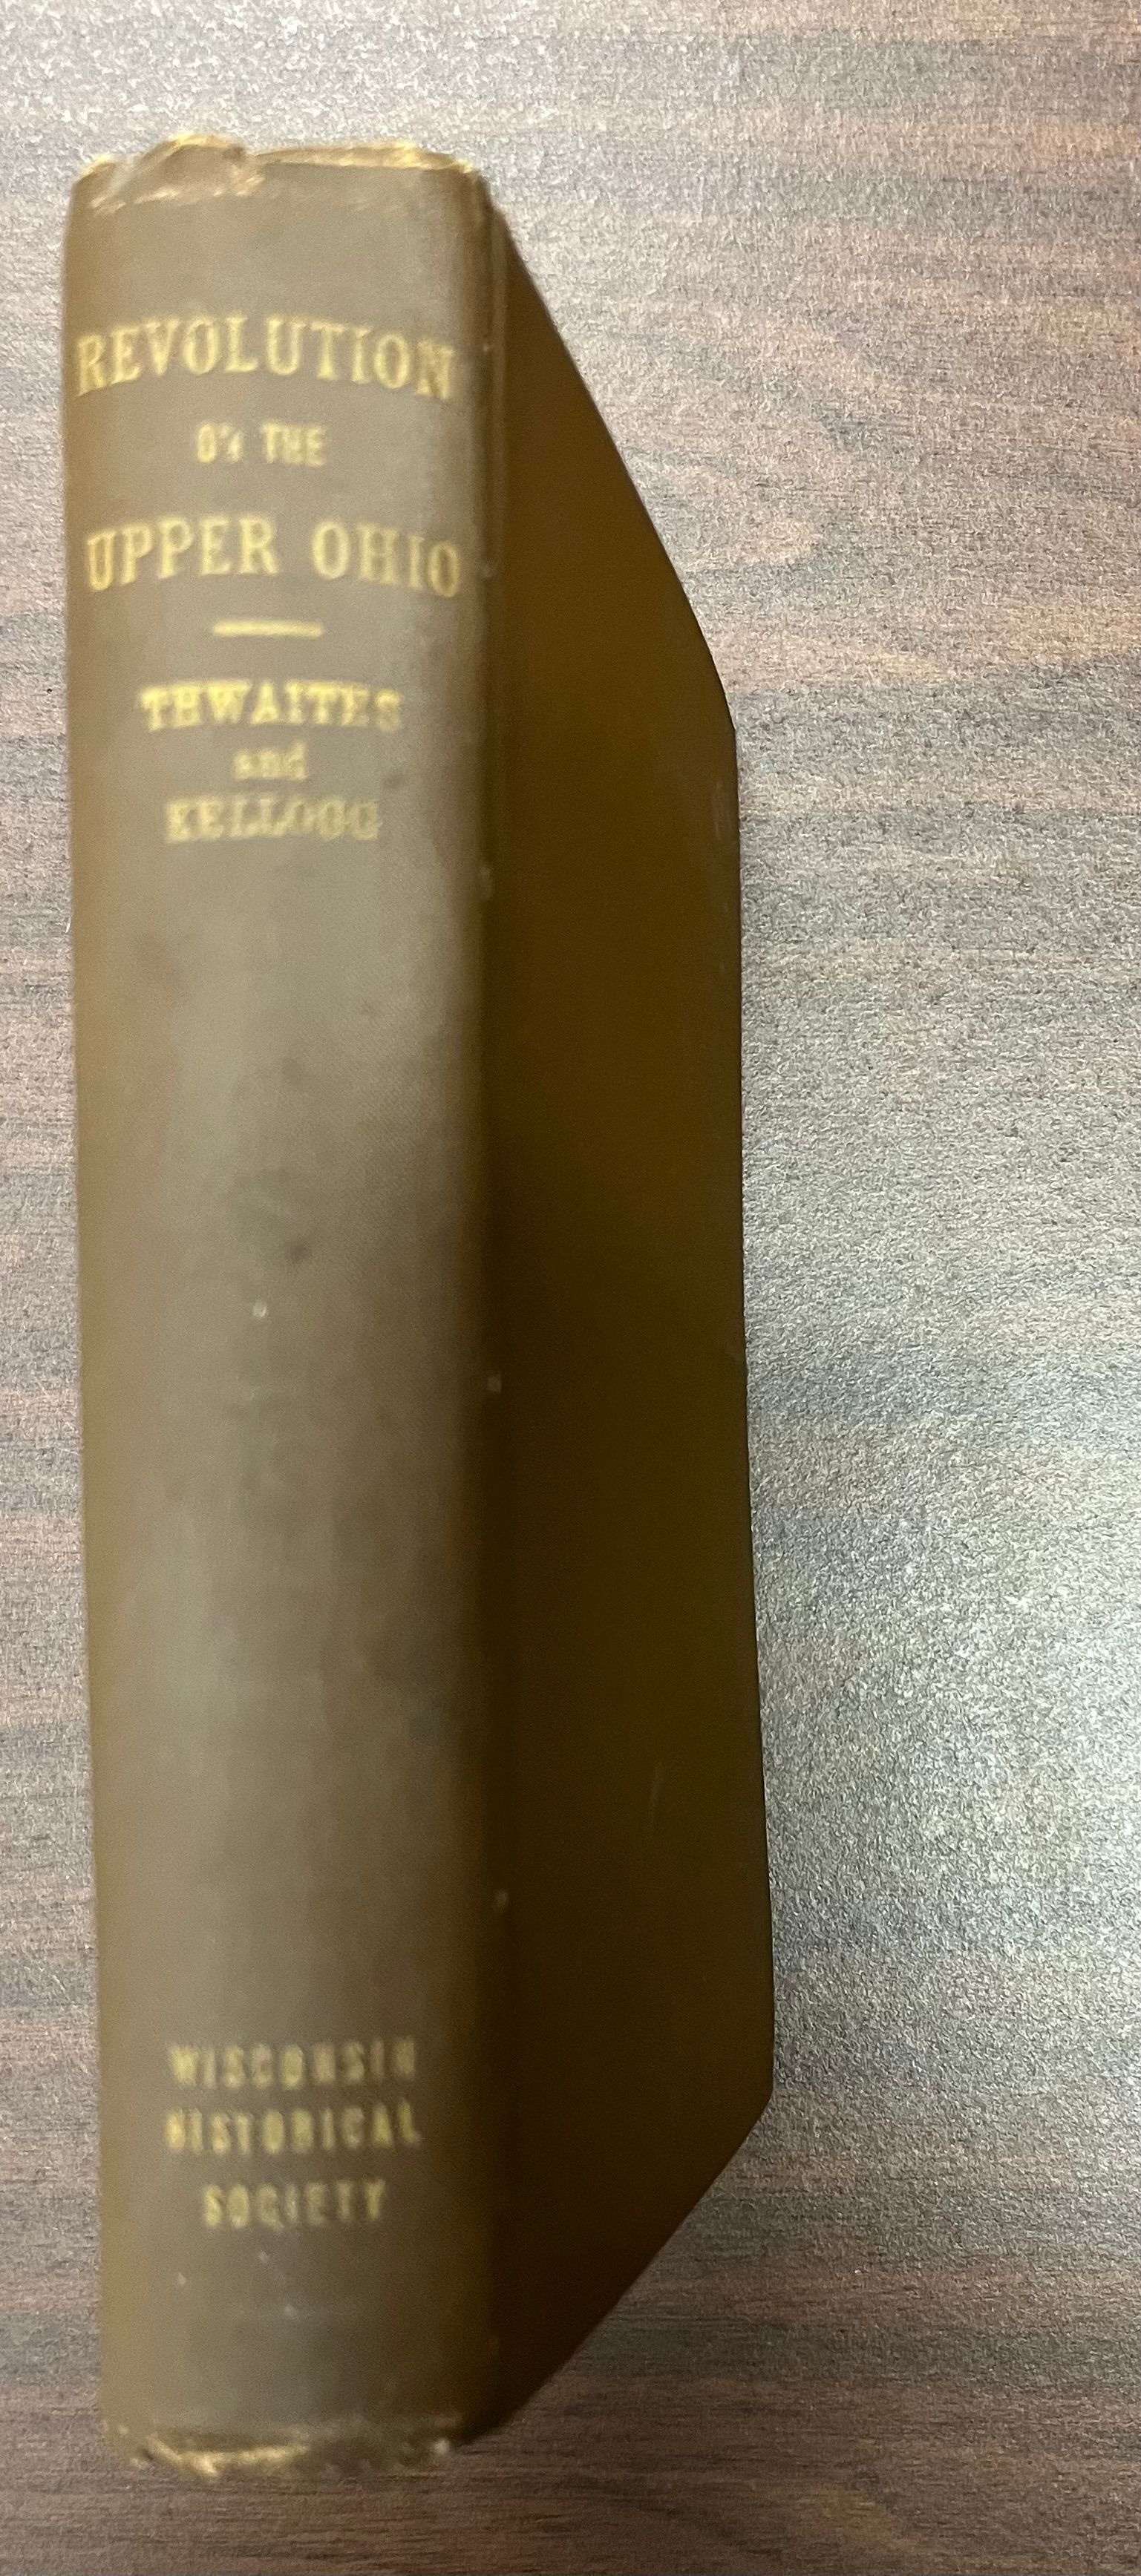 REVOLUTION
ON THE
UPPER OHIO
THWAITES
and
KELLOGG
WISCONSIN
HISTORICAL
SOCIETY